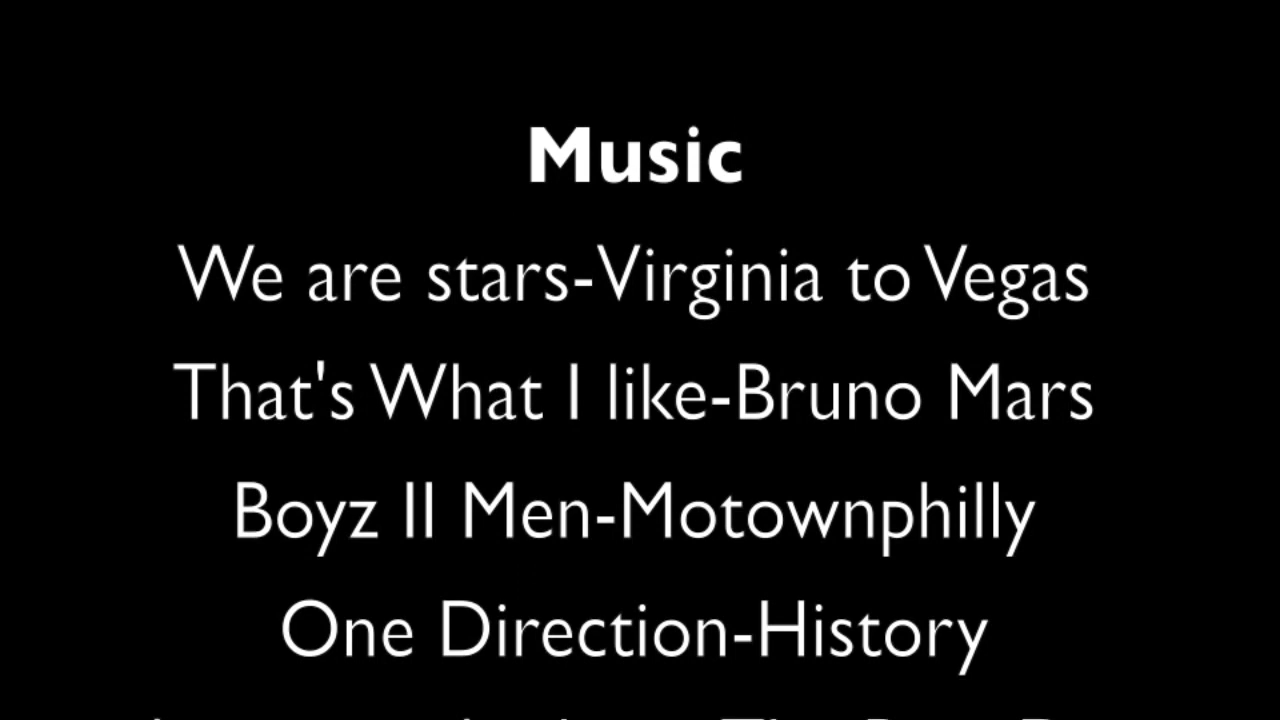 Music
We are stars-Virginia to Vegas
That's What I like-Bruno Mars
Boyz II Men-Motownphilly
One Direction-History